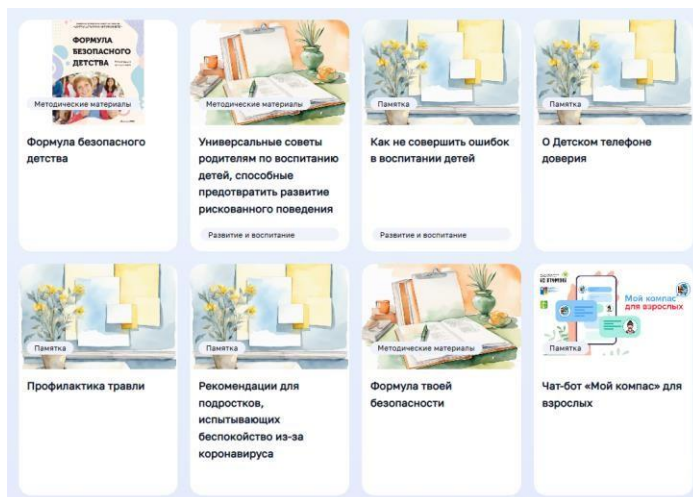 ФОРМУЛА
БЕЗОПАСНОГО
ДЕТСТВА
Методические материалы
Формула безопасного
детства
Методические материалы
Универсальные советы
родителям по воспитанию
детей, способные
предотвратить развитие
рискованного поведения
Развитие и воспитание
Памятка
Как не совершить ошибок
в воспитании детей
Развитие и воспитание
Памятка
О Детском телефоне
доверия
Памятка
Профилактика травли
Памятка
Рекомендации для
подростков,
испытывающих
беспокойство из-за
коронавируса
Методические материалы
Формула твоей
безопасности
Мой компас
для взрослых
Памятка
Чат-бот «Мой компас» для
взрослых